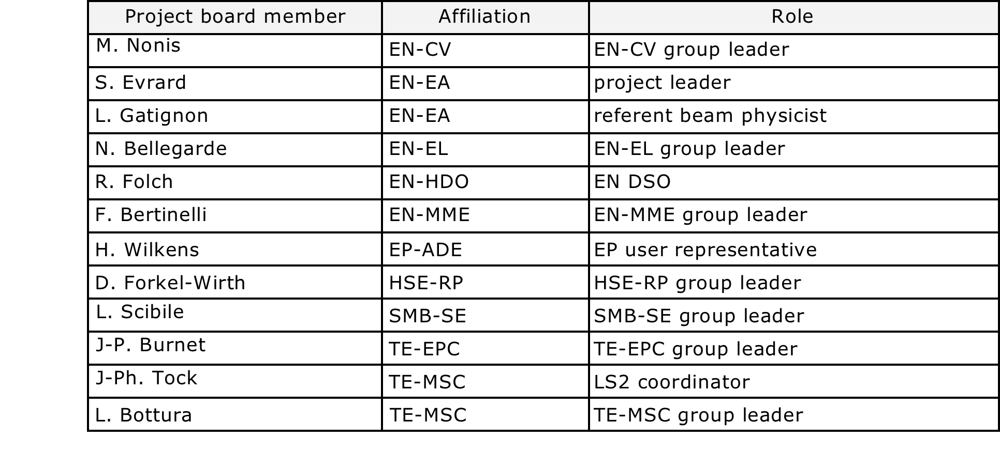 Project board member Affiliation Role
M. Nonis EN-CV EN-CV group leader
S. Evrard EN-EA project leader
L. Gatignon EN-EA referent beam physicist
N. Bellegarde EN-EL EN-EL group leader
R. Folch EN-HDO EN DSO
F. Bertinelli EN-MME EN-MME group leader
H. Wilkens EP-ADE EP user representative
D. Forkel-Wirth HSE-RP HSE-RP group leader
L. Scibile SMB-SE SMB-SE group leader
J-P. Burnet TE-EPC TE-EPC group leader
J-Ph. Tock TE-MSC LS2 coordinator
L. Bottura TE-MSC TE-MSC group leader